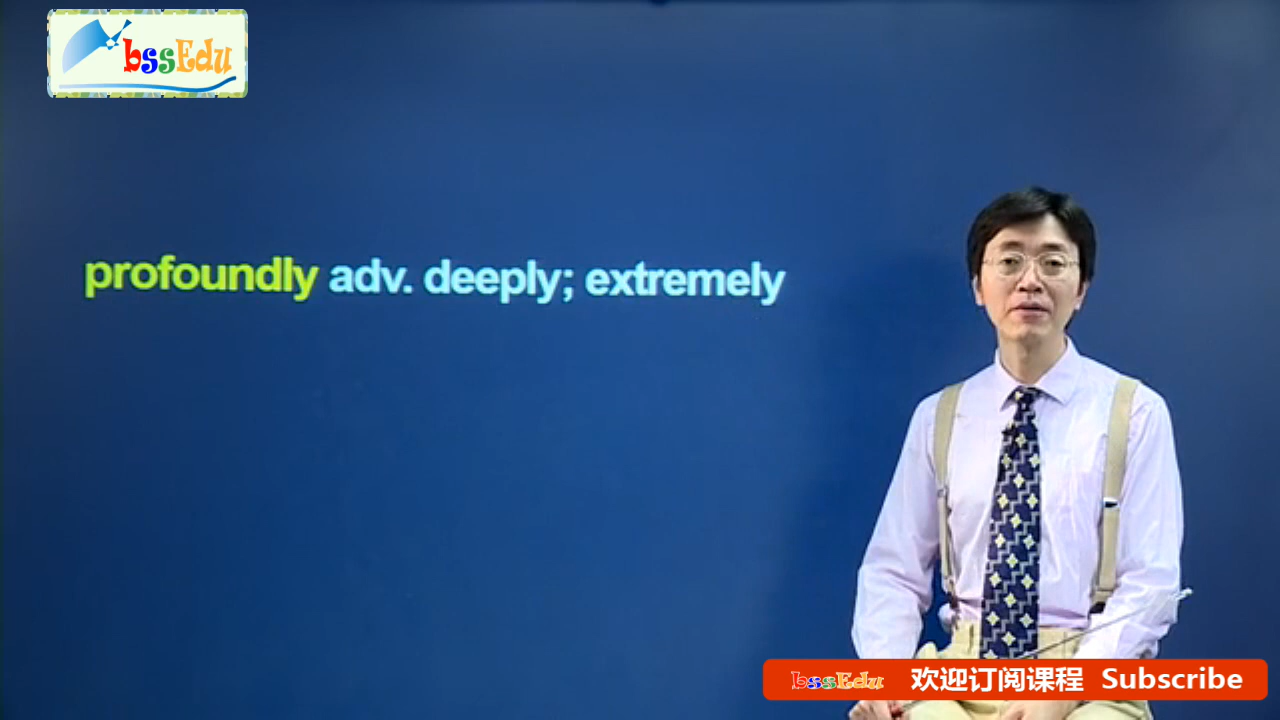 bssEdu
profoundly adv. deeply; extremely
bssEdu 欢迎订阅课程 Subscribe